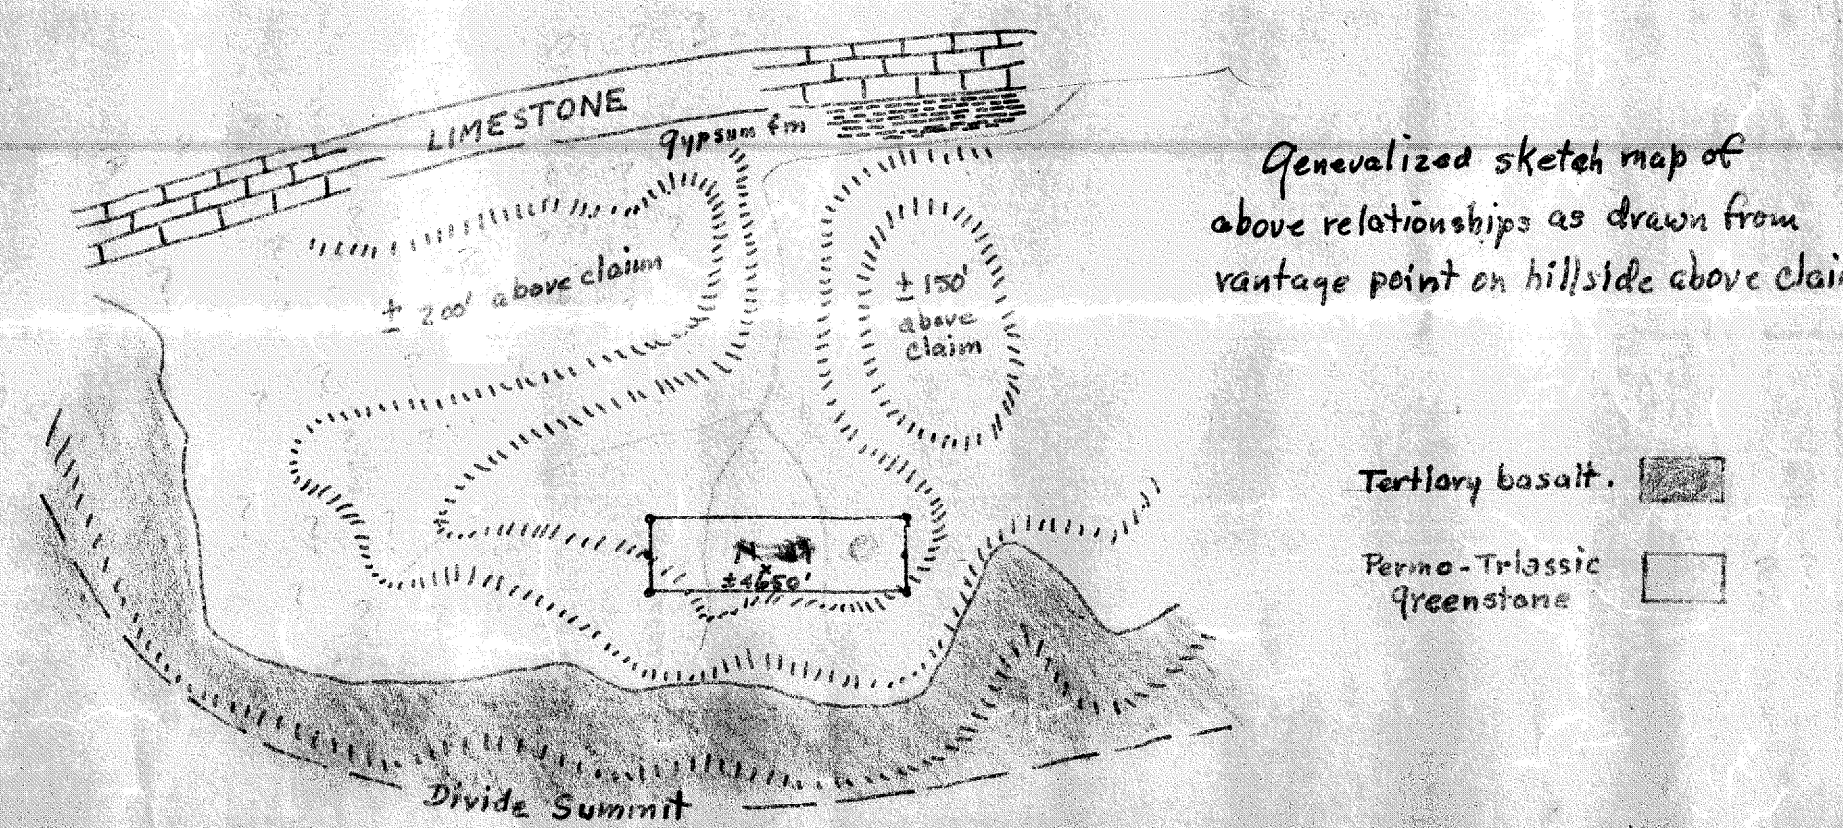 LIMESTONE
gypsum fm
Generalized sketch map of
above relationships as drawn from
vantage point on hillside above clai
± 200' above claim
± 150'
above
claim
Tertiary basalt.
Permo-Triassic
greenstone
±4650'
Divide Summit